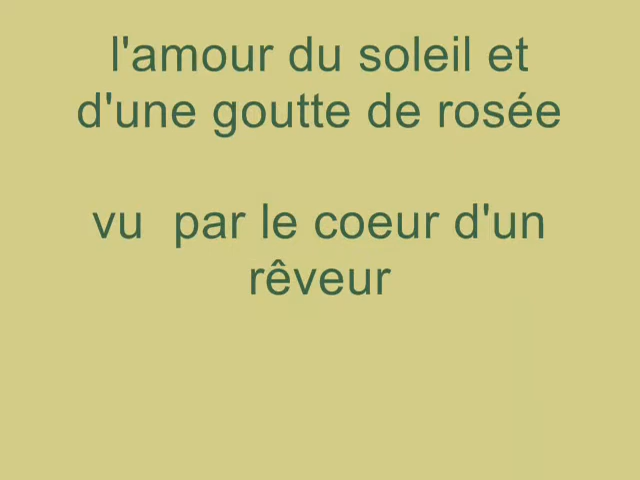 l'amour du soleil et
d'une goutte de rosée
vu  par le coeur d'un
rêveur